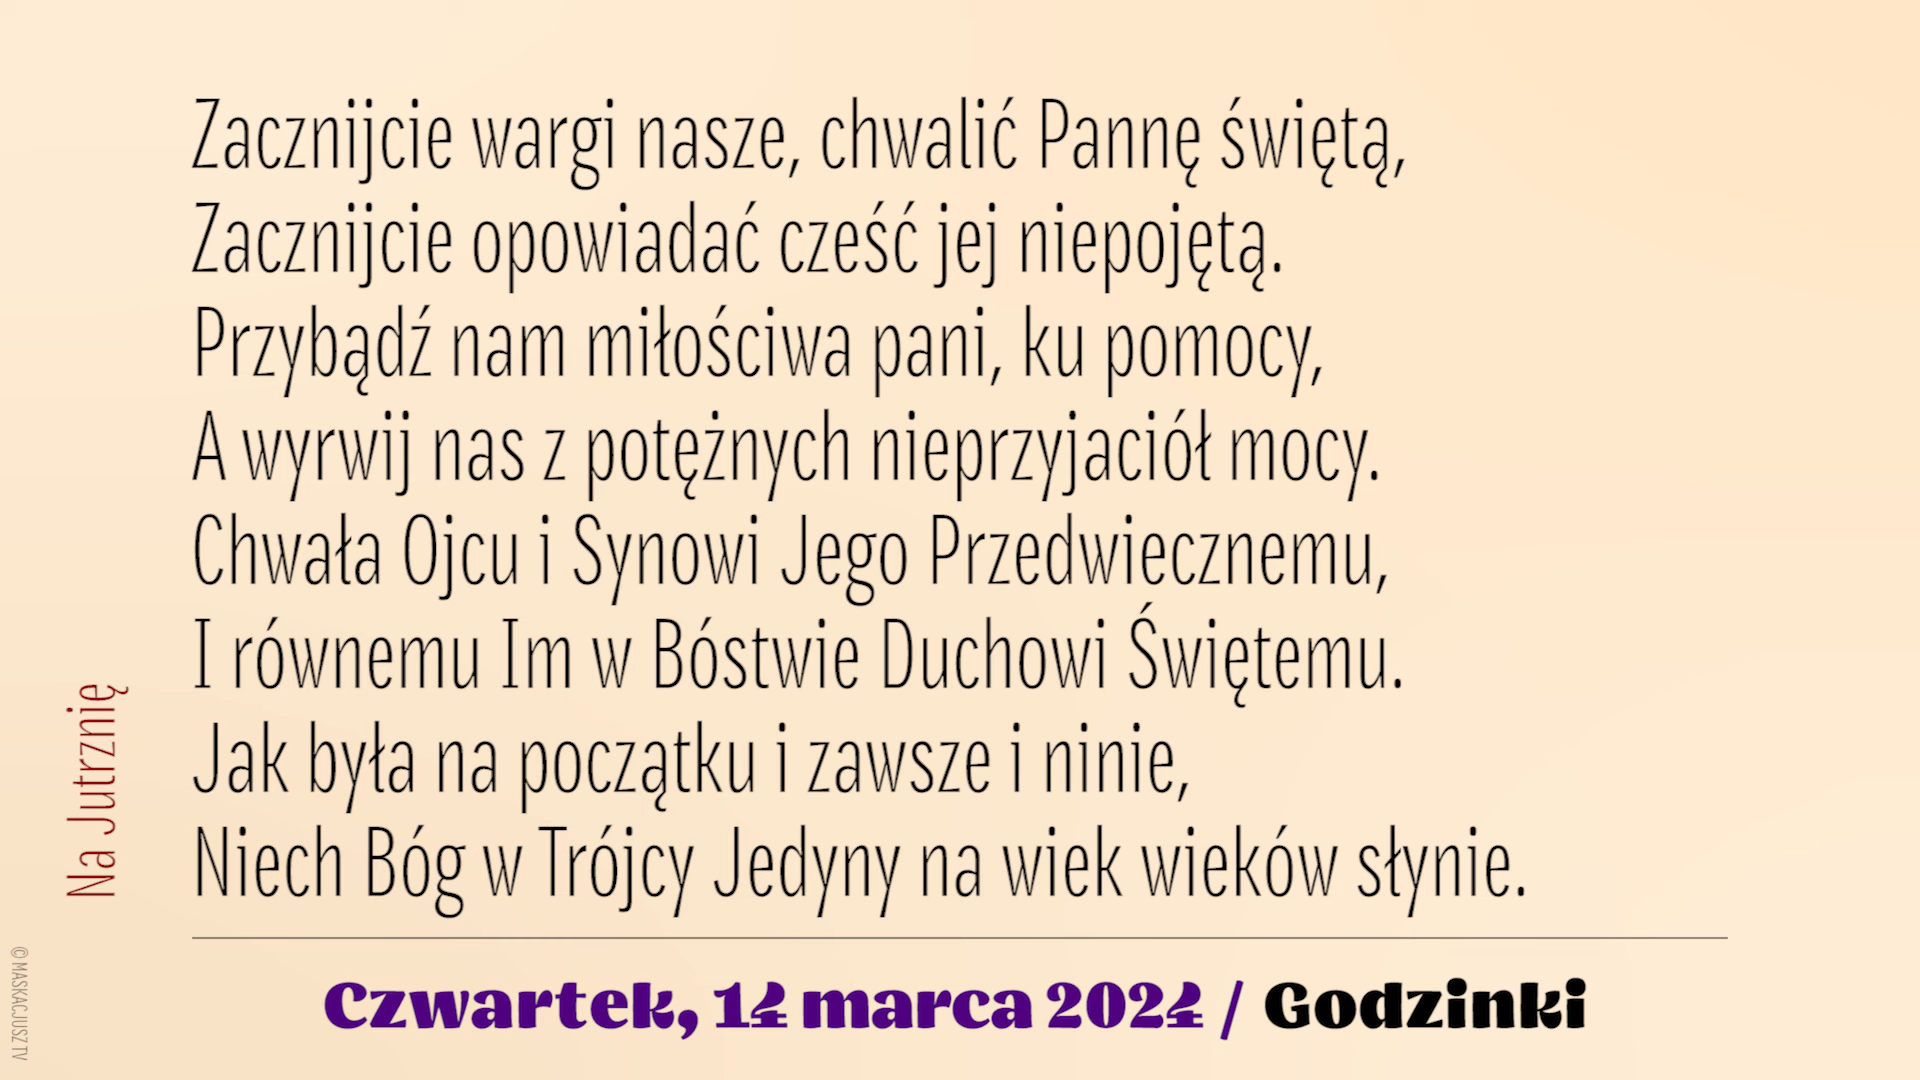 Zacznijcie wargi nasze, chwalić Pannę świętą,
Zacznijcie opowiadać cześć jej niepojętą.
Przybądź nam miłościwa pani, ku pomocy,
A wyrwij nas z potężnych nieprzyjaciół mocy.
Chwała Ojcu i Synowi Jego Przedwiecznemu,
I równemu Im w Bóstwie Duchowi Świętemu.
Jak była na początku i zawsze i ninie,
Niech Bóg w Trójcy Jedyny na wiek wieków słynie.
Na Jutrznię
© MASKACJUSZ TV
Czwartek, 14 marca 2024 / Godzinki